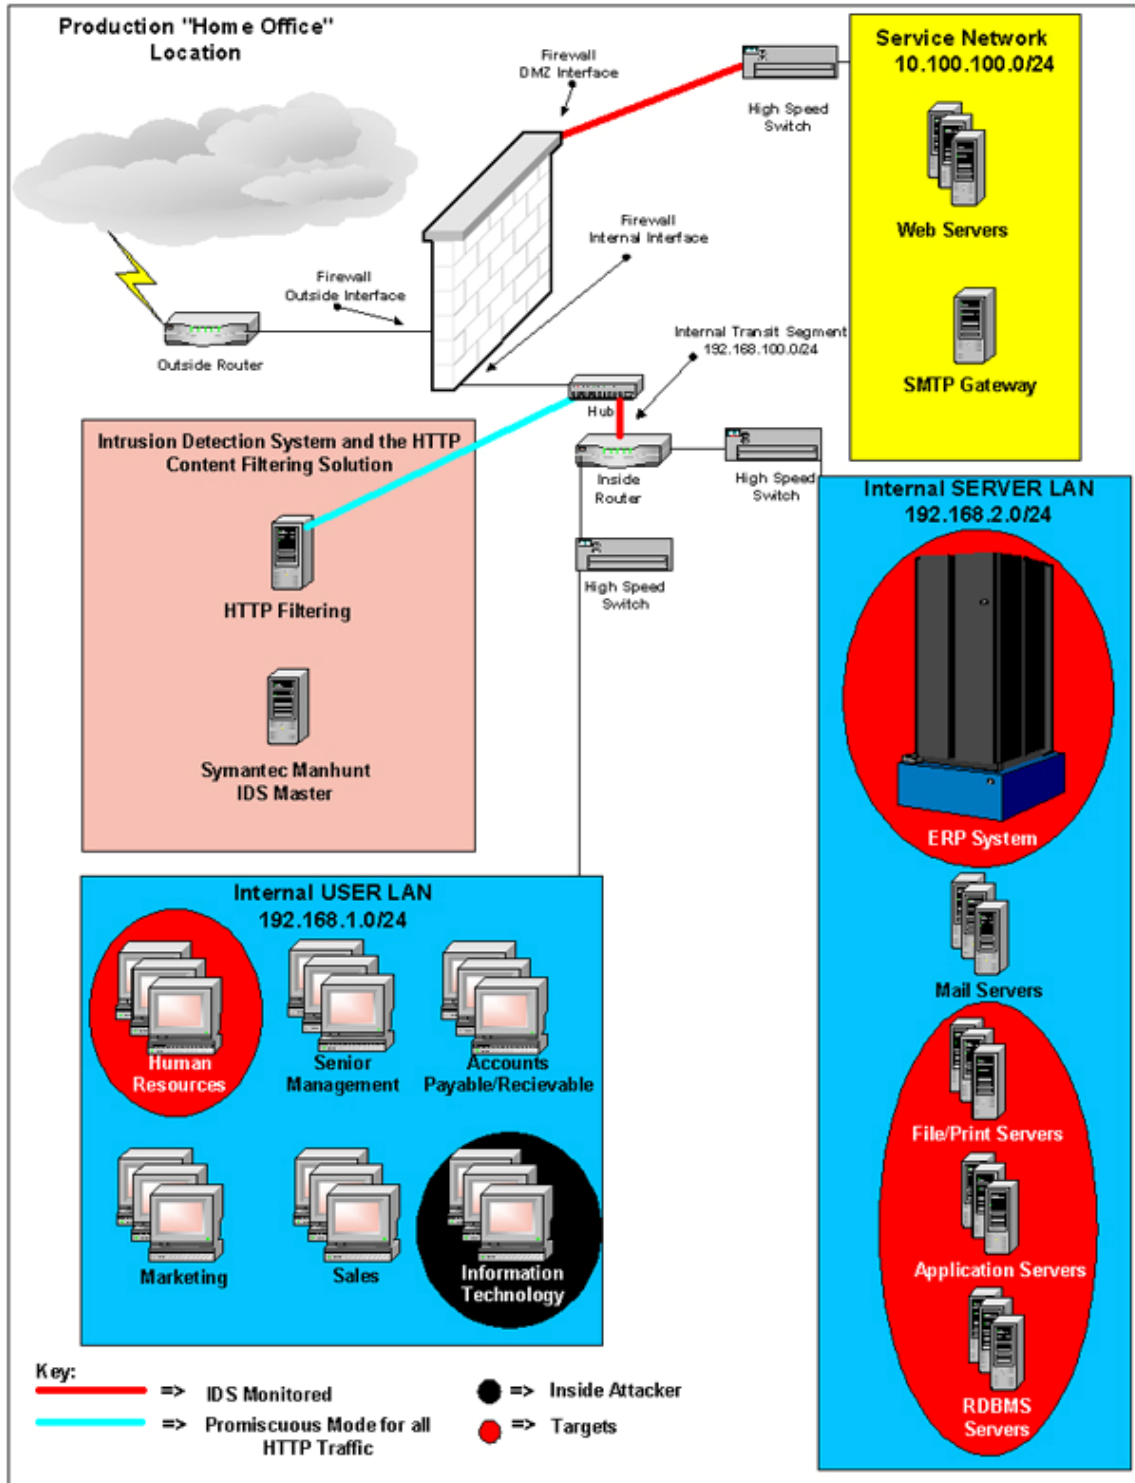 Production "Home Office"
Location
Firewall
DMZ Interface
High Speed
Switch
Service Network
10.100.100.0/24
Web Servers
SMTP Gateway
Firewall
Internal Interface
Firewall
Outside Interface
Outside Router
Internal Transit Segment
192.168.100.0/24
Hub
Inside
Router
High Speed
Switch
High Speed
Switch
Intrusion Detection System and the HTTP
Content Filtering Solution
HTTP Filtering
Symantec Manhunt
IDS Master
Internal SERVER LAN
192.168.2.0/24
ERP System
Mail Servers
File/Print Servers
Application Servers
RDBMS
Servers
Internal USER LAN
192.168.1.0/24
Human
Resources
Senior
Management
Accounts
Payable/Recievable
Marketing
Sales
Information
Technology
Key:
=> IDS Monitored
=> Promiscuous Mode for all
HTTP Traffic
=> Inside Attacker
=> Targets